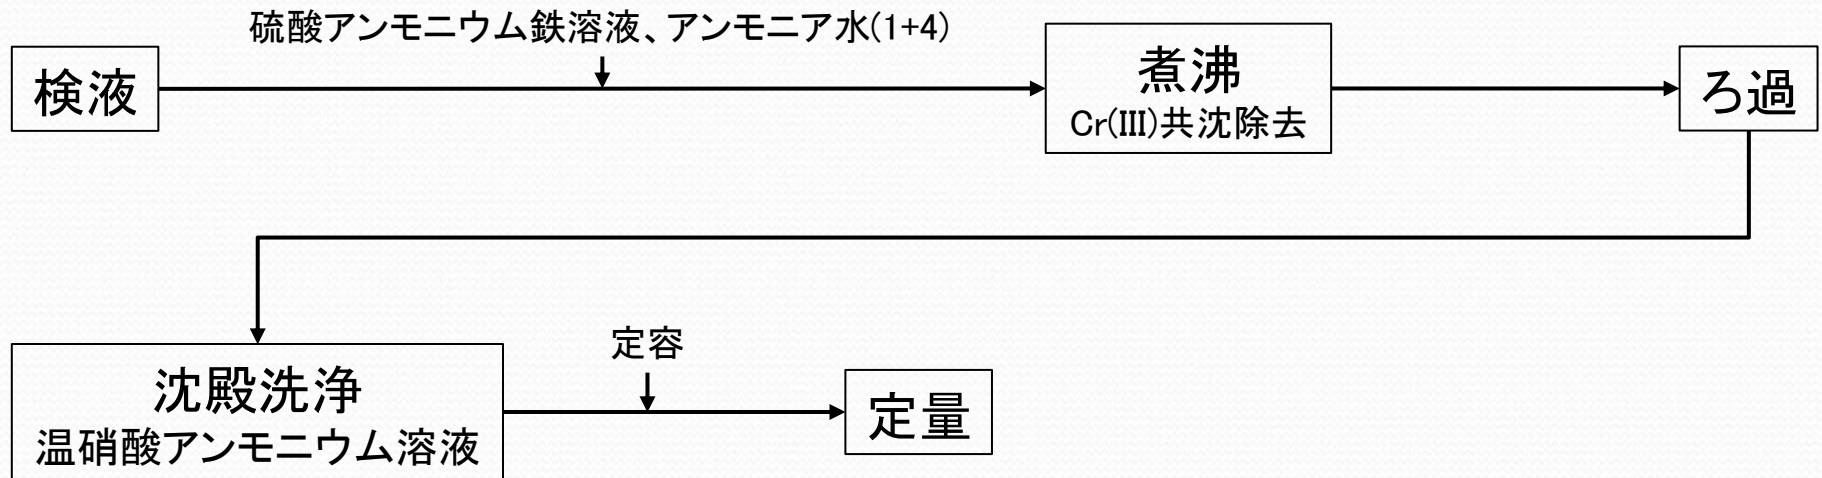 硫酸アンモニウム鉄溶液、アンモニア水(1+4)
検液
煮沸
Cr(III)共沈除去
ろ過
沈殿洗浄
温硝酸アンモニウム溶液
定容
定量